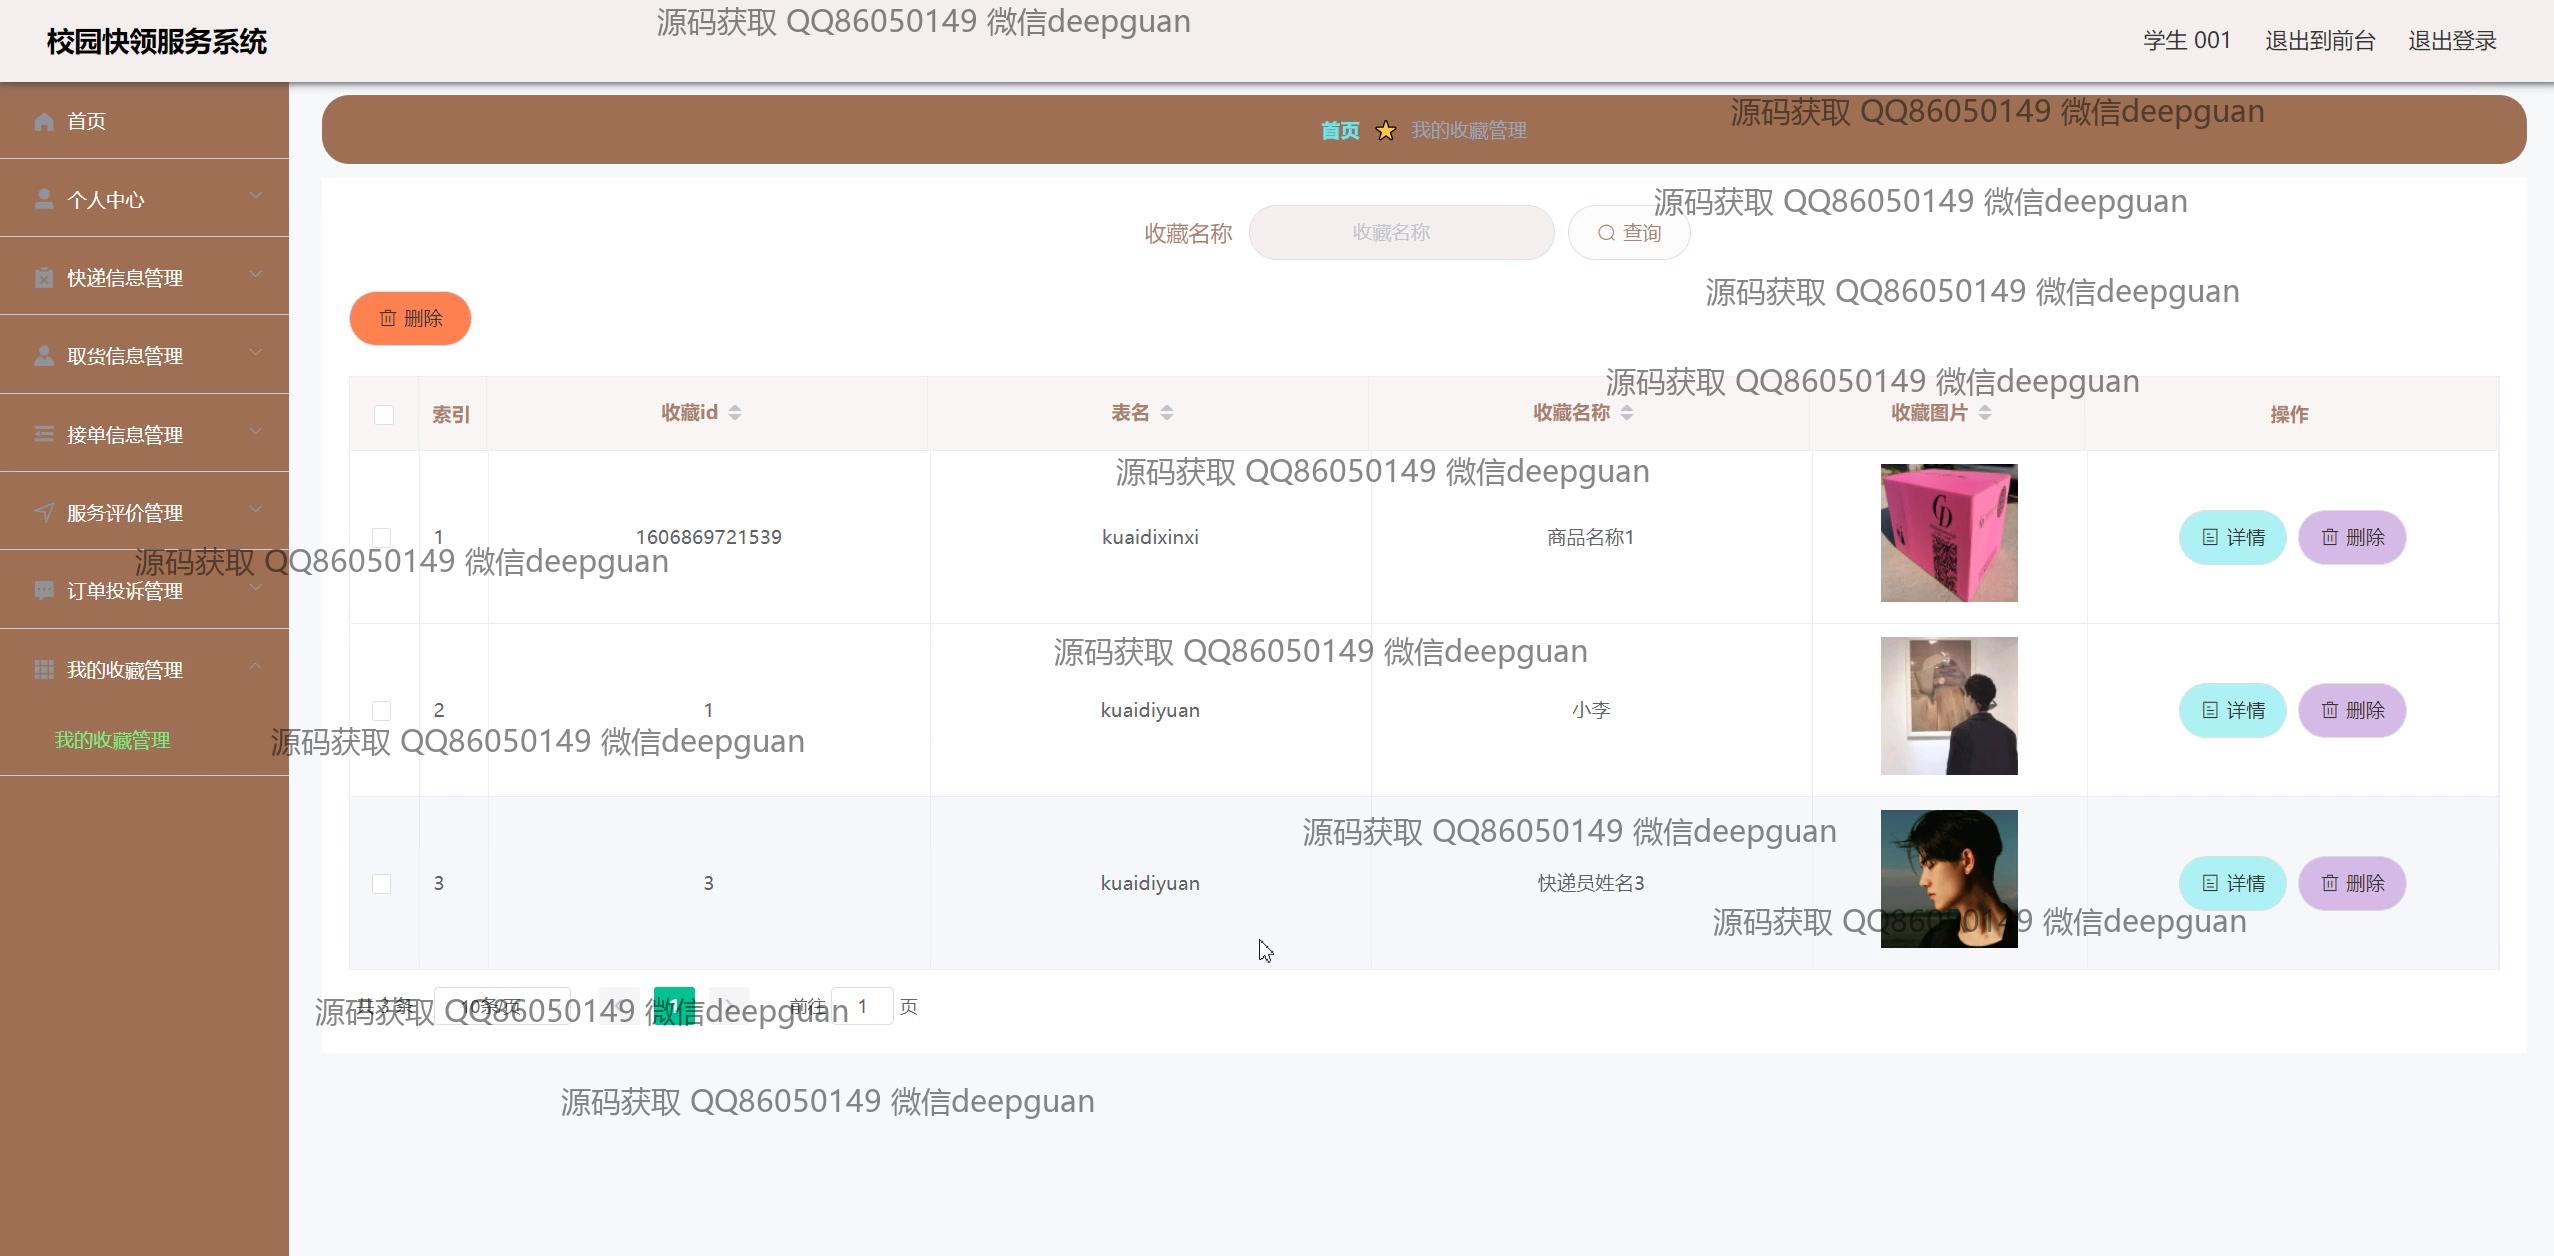 源码获取 QQ86050149 微信deepguan
校园快领服务系统
学生 001 退出到前台 退出登录
首页
个人中心
快递信息管理
取货信息管理
接单信息管理
服务评价管理
订单投诉管理
我的收藏管理
我的收藏管理
首页 我的收藏管理
源码获取 QQ86050149 微信deepguan
源码获取 QQ86050149 微信deepguan
收藏名称 收藏名称 查询
源码获取 QQ86050149 微信deepguan
删除
源码获取 QQ86050149 微信deepguan
索引 收藏id 表名 收藏名称 收藏图片 操作
源码获取 QQ86050149 微信deepguan
1 1606869721539 kuaidixinxi 商品名称1 详情 删除
源码获取 QQ86050149 微信deepguan
源码获取 QQ86050149 微信deepguan
2 1 kuaidiyuan 小李 详情 删除
源码获取 QQ86050149 微信deepguan
源码获取 QQ86050149 微信deepguan
3 3 kuaidiyuan 快递员姓名3 详情 删除
源码获取 QQ86050149 微信deepguan
共 3 条 10条/页 1 前往 1 页
源码获取 QQ86050149 微信deepguan
源码获取 QQ86050149 微信deepguan